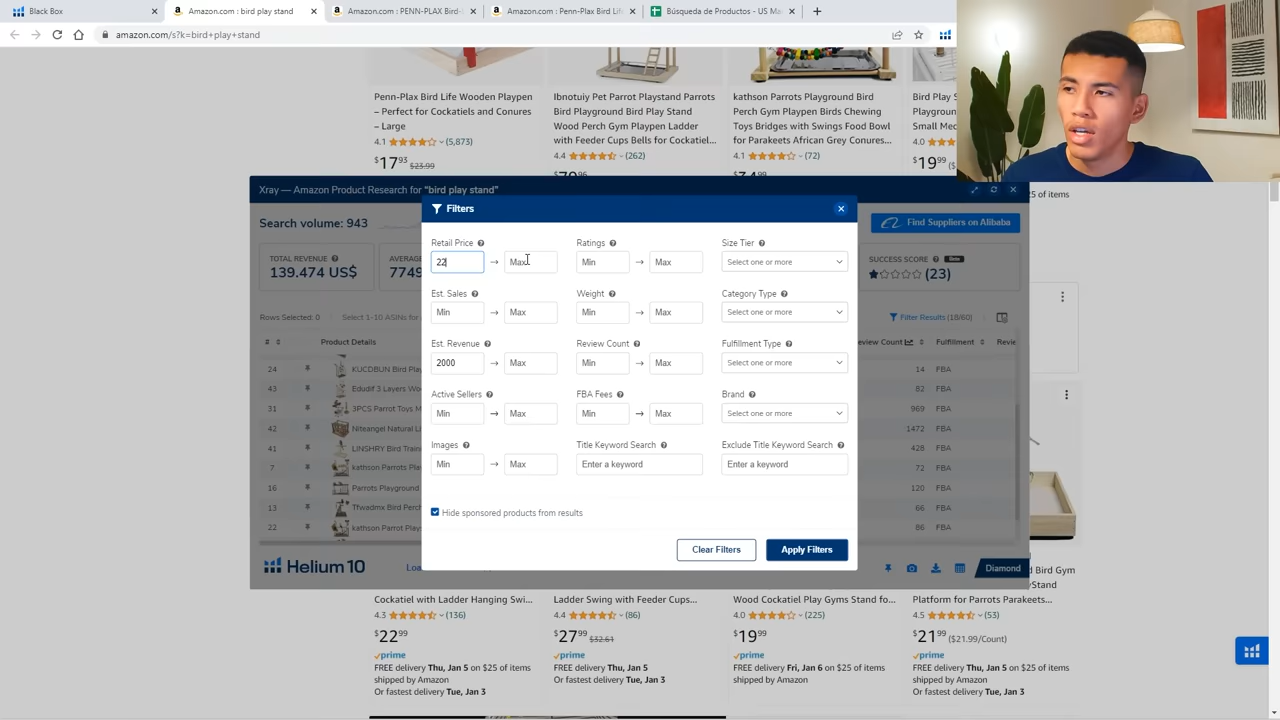 Black Box
Amazon.com : bird play stand
Amazon.com : PENN-PLAX Bird-
Amazon.com : Penn-Plax Bird Lif
Búsqueda de Productos - US Ma
amazon.com/s?k=bird+play+stand
Penn-Plax Bird Life Wooden Playpen
– Perfect for Cockatiels and Conures
– Large
4.1 (5,873)
$17 93 $23.99
Ibnotuiy Pet Parrot Playstand Parrots
Bird Playground Bird Play Stand
Wood Perch Gym Playpen Ladder
with Feeder Cups Bells for Cockatiel...
4.4 (262)
kathson Parrots Playground Bird
Perch Gym Playpen Birds Chewing
Toys Bridges with Swings Food Bowl
for Parakeets African Grey Conures...
4.1 (72)
Bird Play S
Small Me
4.0
$19 99
25 of items
Xray — Amazon Product Research for "bird play stand"
Search volume: 943
Find Suppliers on Alibaba
TOTAL REVENUE
139.474 US$
AVERAG
7749
SUCCESS SCORE
(23)
Rows Selected: 0 Select 1-10 ASINs for
Filter Results (18/60)
# Product Details
eview Count Fulfillment Revie
24 KUCDBUN Bird Pla 14 FBA
43 Edudif 3 Layers Wo 82 FBA
31 3PCS Parrot Toys M 969 FBA
42 Niteangel Natural L 1472 FBA
41 LINSHRY Bird Train 428 FBA
7 kathson Parrots Pla 72 FBA
16 Parrots Playground 120 FBA
13 Tfwadmx Bird Perch 66 FBA
22 kathson Parrot Play 86 FBA
Helium 10
Loa
Diamond
Filters
Retail Price
22 → Max
Ratings
Min → Max
Size Tier
Select one or more
Est. Sales
Min → Max
Weight
Min → Max
Category Type
Select one or more
Est. Revenue
2000 → Max
Review Count
Min → Max
Fulfillment Type
Select one or more
Active Sellers
Min → Max
FBA Fees
Min → Max
Brand
Select one or more
Images
Min → Max
Title Keyword Search
Enter a keyword
Exclude Title Keyword Search
Enter a keyword
Hide sponsored products from results
Clear Filters
Apply Filters
Cockatiel with Ladder Hanging Swi...
4.3 (136)
$22 99
prime
FREE delivery Thu, Jan 5 on $25 of items
shipped by Amazon
Or fastest delivery Tue, Jan 3
Ladder Swing with Feeder Cups...
4.4 (86)
$27 99 $32.61
prime
FREE delivery Thu, Jan 5
Or fastest delivery Tue, Jan 3
Wood Cockatiel Play Gyms Stand fo...
4.0 (225)
$19 99
prime
FREE delivery Fri, Jan 6 on $25 of items
shipped by Amazon
d Bird Gym
Platform for Parrots Parakeets...
4.5 (53)
$21 99 ($21.99/Count)
prime
FREE delivery Thu, Jan 5 on $25 of items
shipped by Amazon
Or fastest delivery Tue, Jan 3